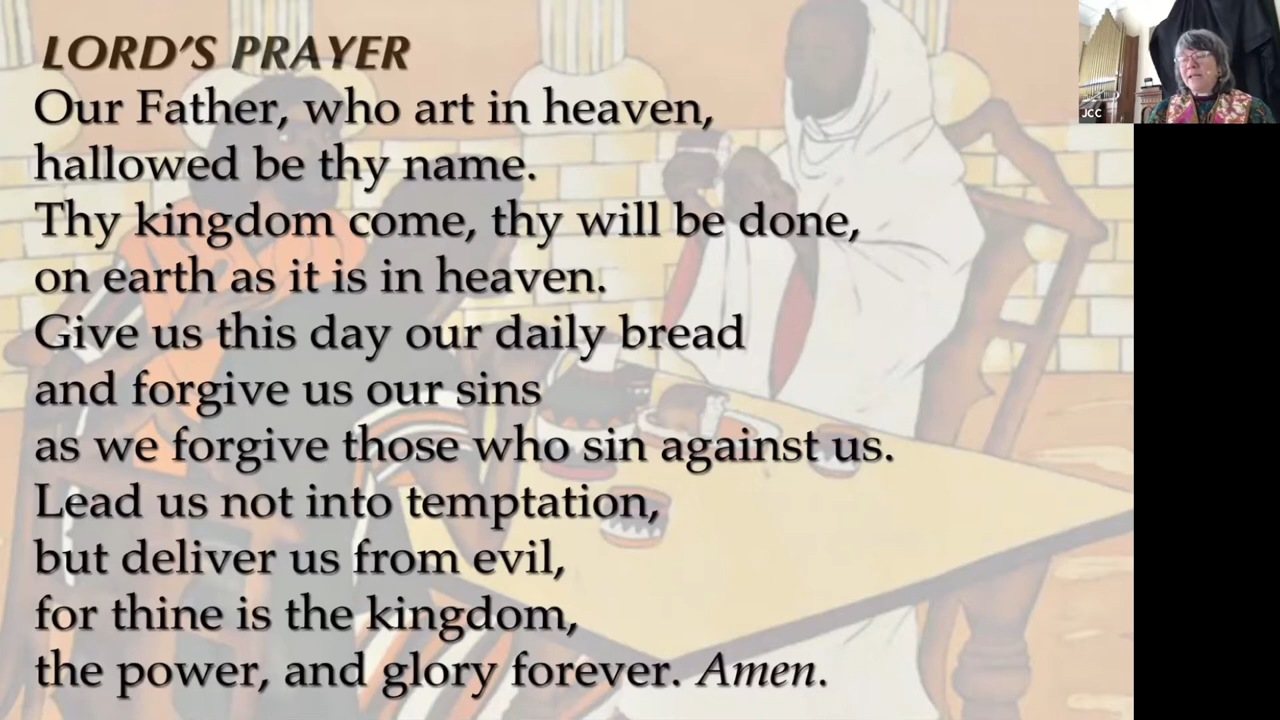 LORD'S PRAYER
Our Father, who art in heaven,
hallowed be thy name.
Thy kingdom come, thy will be done,
on earth as it is in heaven.
Give us this day our daily bread
and forgive us our sins
as we forgive those who sin against us.
Lead us not into temptation,
but deliver us from evil,
for thine is the kingdom,
the power, and glory forever. Amen.
JCC